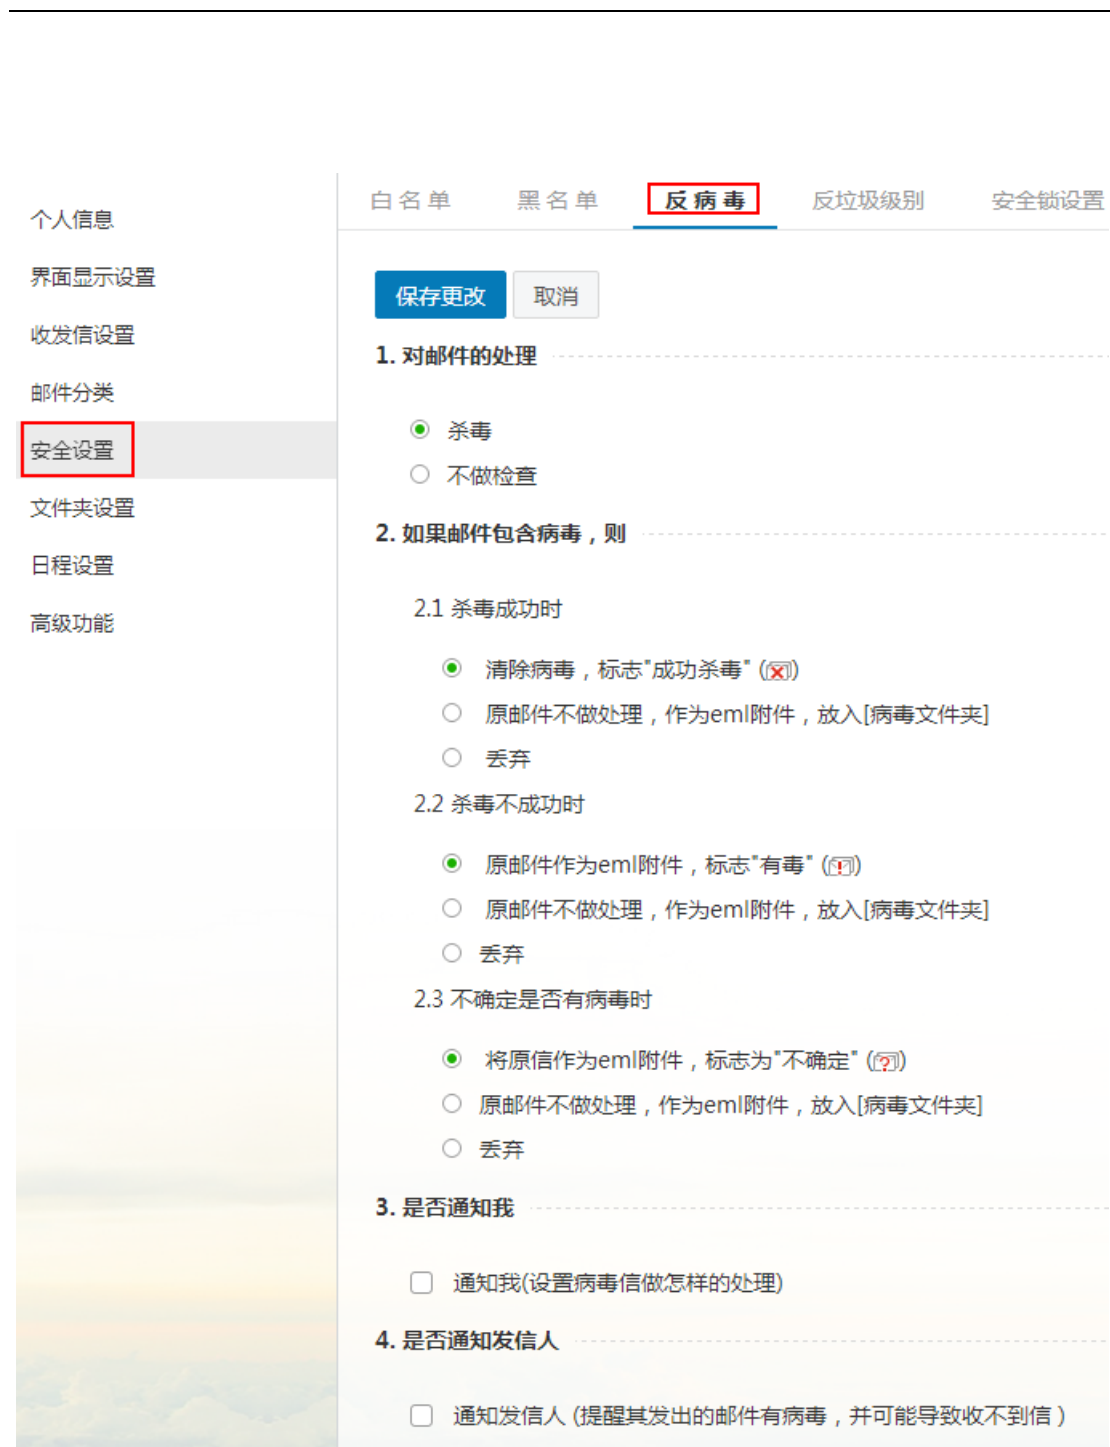 白名单 黑名单 反病毒 反垃圾级别 安全锁设置
个人信息
界面显示设置
收发信设置
邮件分类
安全设置
文件夹设置
日程设置
高级功能
保存更改 取消
1. 对邮件的处理
杀毒
不做检查
2. 如果邮件包含病毒，则
2.1 杀毒成功时
清除病毒，标志"成功杀毒" ()
原邮件不做处理，作为eml附件，放入[病毒文件夹]
丢弃
2.2 杀毒不成功时
原邮件作为eml附件，标志"有毒" (!)
原邮件不做处理，作为eml附件，放入[病毒文件夹]
丢弃
2.3 不确定是否有病毒时
将原信作为eml附件，标志为"不确定" (?)
原邮件不做处理，作为eml附件，放入[病毒文件夹]
丢弃
3. 是否通知我
通知我(设置病毒信做怎样的处理)
4. 是否通知发信人
通知发信人 (提醒其发出的邮件有病毒，并可能导致收不到信）